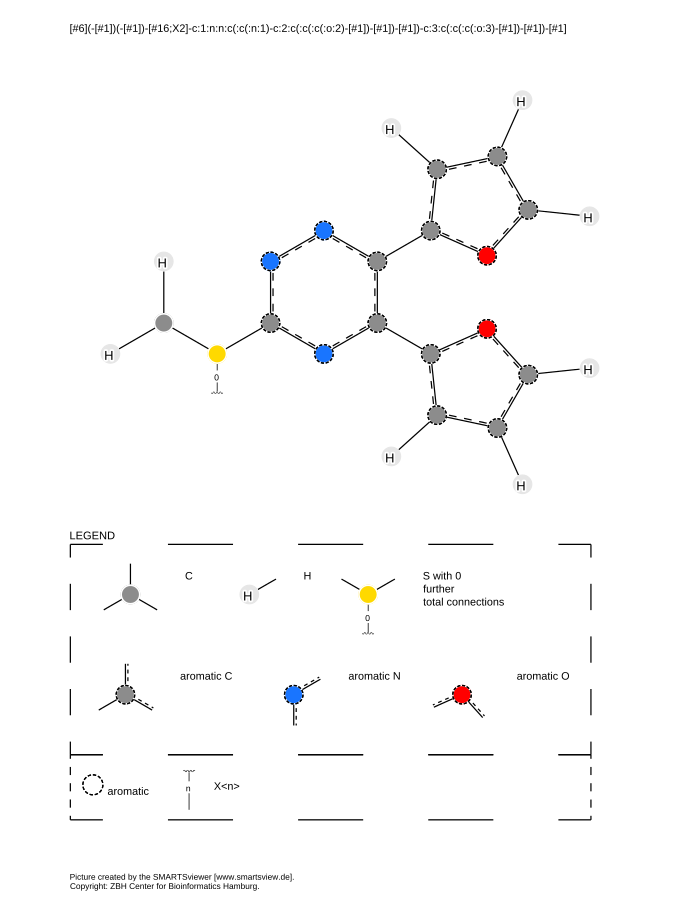 [#6](-[#1])(-[#1])-[#16;X2]-c:1:n:n:c(:c(:n:1)-c:2:c(:c(:c(:o:2)-[#1])-[#1])-[#1])-c:3:c(:c(:c(:o:3)-[#1])-[#1])-[#1]
H
H
H
H
H
H
0
H
H
H
LEGEND
C
H
H
S with 0
further
total connections
0
aromatic C
aromatic N
aromatic O
aromatic
n
X<n>
Picture created by the SMARTSviewer [www.smartsview.de].
Copyright: ZBH Center for Bioinformatics Hamburg.